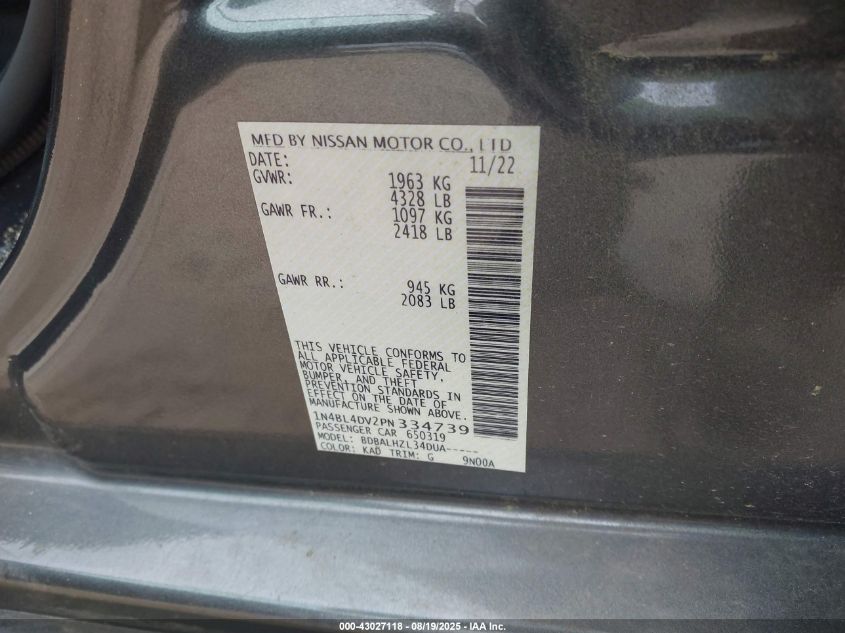 MFD BY NISSAN MOTOR CO., LTD
DATE: 11/22
GVWR: 1963 KG
4328 LB
GAWR FR.: 1097 KG
2418 LB
GAWR RR.: 945 KG
2083 LB
THIS VEHICLE CONFORMS TO
ALL APPLICABLE FEDERAL
MOTOR VEHICLE SAFETY,
BUMPER, AND THEFT
PREVENTION STANDARDS IN
EFFECT ON THE DATE OF
MANUFACTURE SHOWN ABOVE.
1N4BL4DV2PN334739
PASSENGER CAR 650319
MODEL: BDBALHZL34DUA-----
COLOR: KAD TRIM: G 9N00A
000-43027118 - 08/19/2025 - IAA Inc.